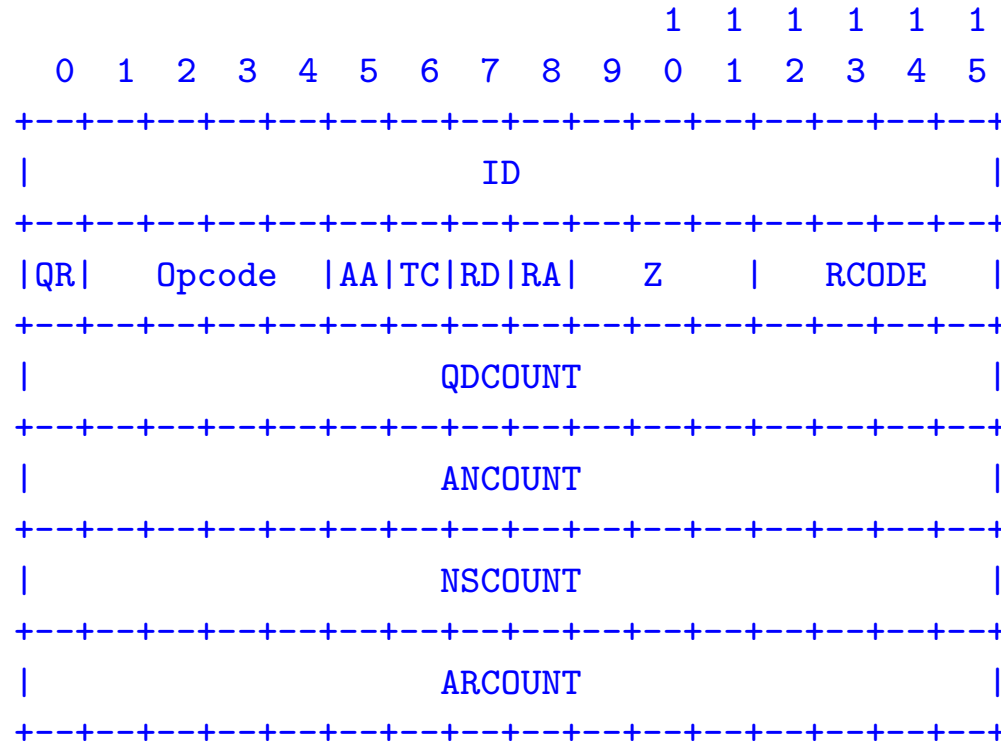 1  1  1  1  1  1
  0  1  2  3  4  5  6  7  8  9  0  1  2  3  4  5
+--+--+--+--+--+--+--+--+--+--+--+--+--+--+--+--+
|                      ID                       |
+--+--+--+--+--+--+--+--+--+--+--+--+--+--+--+--+
|QR|   Opcode  |AA|TC|RD|RA|   Z    |   RCODE   |
+--+--+--+--+--+--+--+--+--+--+--+--+--+--+--+--+
|                    QDCOUNT                    |
+--+--+--+--+--+--+--+--+--+--+--+--+--+--+--+--+
|                    ANCOUNT                    |
+--+--+--+--+--+--+--+--+--+--+--+--+--+--+--+--+
|                    NSCOUNT                    |
+--+--+--+--+--+--+--+--+--+--+--+--+--+--+--+--+
|                    ARCOUNT                    |
+--+--+--+--+--+--+--+--+--+--+--+--+--+--+--+--+